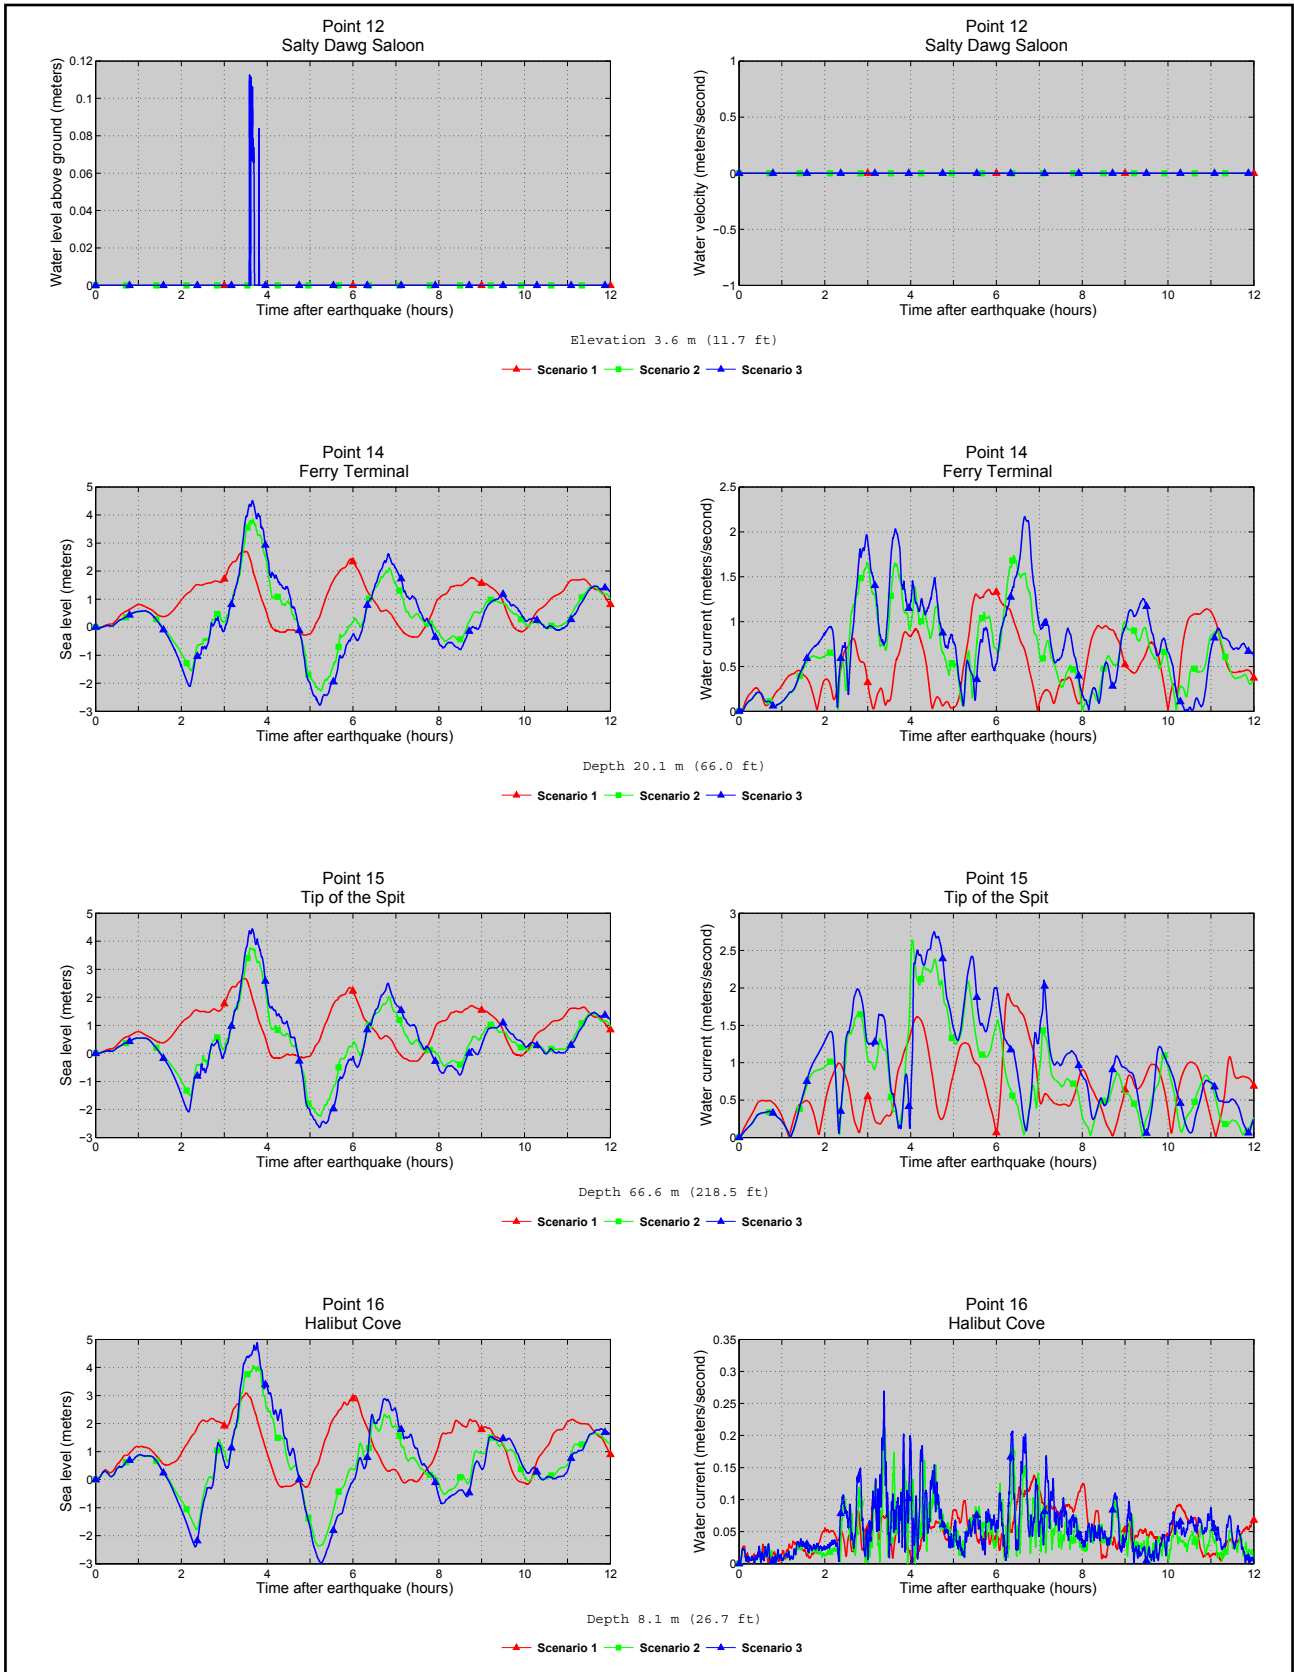 Point 12
Salty Dawg Saloon
Water level above ground (meters)
0.12
0.1
0.08
0.06
0.04
0.02
0
0 2 4 6 8 10 12
Time after earthquake (hours)
Point 12
Salty Dawg Saloon
Water velocity (meters/second)
1
0.5
0
−0.5
−1
0 2 4 6 8 10 12
Time after earthquake (hours)
Elevation 3.6 m (11.7 ft)
Scenario 1 Scenario 2 Scenario 3
Point 14
Ferry Terminal
Sea level (meters)
5
4
3
2
1
0
−1
−2
−3
0 2 4 6 8 10 12
Time after earthquake (hours)
Point 14
Ferry Terminal
Water current (meters/second)
2.5
2
1.5
1
0.5
0
0 2 4 6 8 10 12
Time after earthquake (hours)
Depth 20.1 m (66.0 ft)
Scenario 1 Scenario 2 Scenario 3
Point 15
Tip of the Spit
Sea level (meters)
5
4
3
2
1
0
−1
−2
−3
0 2 4 6 8 10 12
Time after earthquake (hours)
Point 15
Tip of the Spit
Water current (meters/second)
3
2.5
2
1.5
1
0.5
0
0 2 4 6 8 10 12
Time after earthquake (hours)
Depth 66.6 m (218.5 ft)
Scenario 1 Scenario 2 Scenario 3
Point 16
Halibut Cove
Sea level (meters)
5
4
3
2
1
0
−1
−2
−3
0 2 4 6 8 10 12
Time after earthquake (hours)
Point 16
Halibut Cove
Water current (meters/second)
0.35
0.3
0.25
0.2
0.15
0.1
0.05
0
0 2 4 6 8 10 12
Time after earthquake (hours)
Depth 8.1 m (26.7 ft)
Scenario 1 Scenario 2 Scenario 3